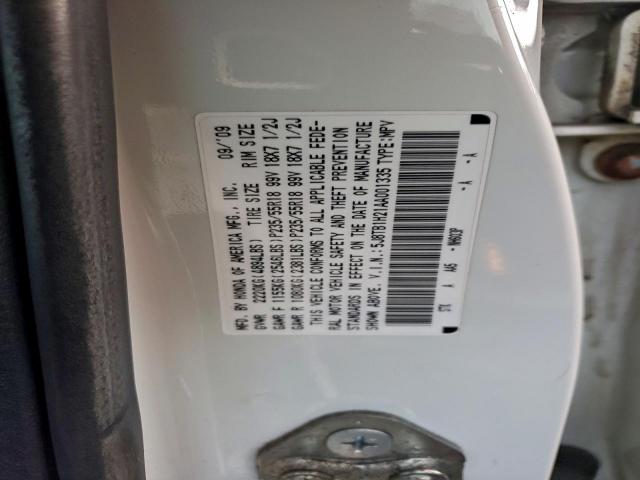 MFD. BY HONDA OF AMERICA MFG., INC. 09/'09
GVWR 2220KG(4894LBS) TIRE SIZE RIM SIZE
GAWR F 1155KG(2546LBS)P235/55R18 99V 18X7 1/2J
GAWR R 1080KG(2381LBS)P235/55R18 99V 18X7 1/2J
THIS VEHICLE CONFORMS TO ALL APPLICABLE FEDE-
RAL MOTOR VEHICLE SAFETY AND THEFT PREVENTION
STANDARDS IN EFFECT ON THE DATE OF MANUFACTURE
SHOWN ABOVE. V.I.N.:5J8TB1H21AA001335 TYPE:MPV
STK A A45 - NH603P - A - A